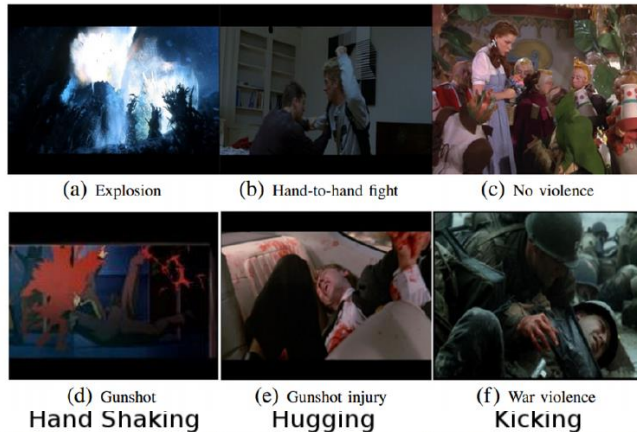 (a) Explosion
(b) Hand-to-hand fight
(c) No violence
(d) Gunshot
(e) Gunshot injury
(f) War violence
Hand Shaking
Hugging
Kicking